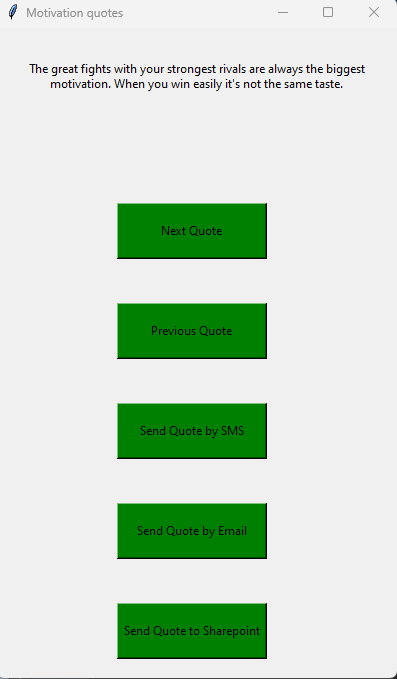 Motivation quotes
The great fights with your strongest rivals are always the biggest
motivation. When you win easily it's not the same taste.
Next Quote
Previous Quote
Send Quote by SMS
Send Quote by Email
Send Quote to Sharepoint